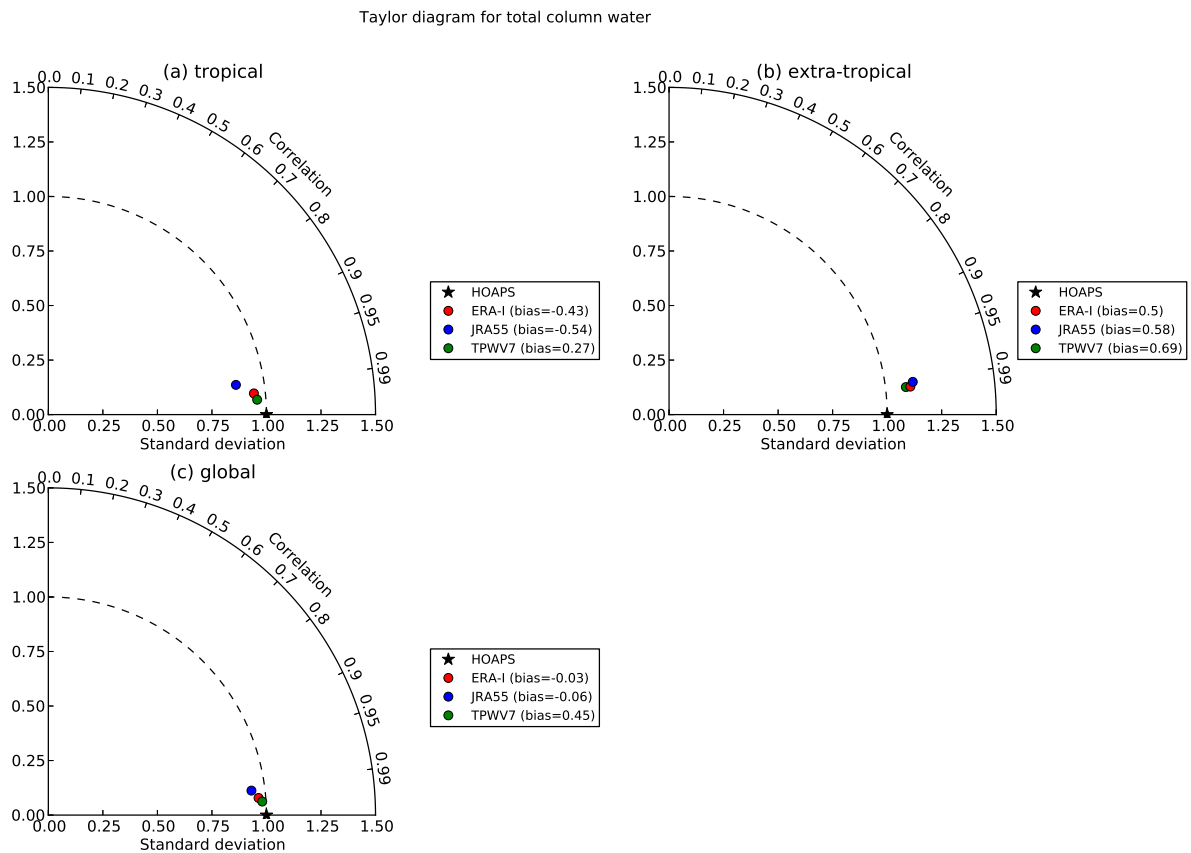 Taylor diagram for total column water
(a) tropical
0.0 0.1 0.2 0.3 0.4 0.5 0.6 0.7 0.8 0.9 0.95 0.99
Correlation
1.50
1.25
1.00
0.75
0.50
0.25
0.00
0.00 0.25 0.50 0.75 1.00 1.25 1.50
Standard deviation
HOAPS
ERA-I (bias=-0.43)
JRA55 (bias=-0.54)
TPWV7 (bias=0.27)
(b) extra-tropical
0.0 0.1 0.2 0.3 0.4 0.5 0.6 0.7 0.8 0.9 0.95 0.99
Correlation
1.50
1.25
1.00
0.75
0.50
0.25
0.00
0.00 0.25 0.50 0.75 1.00 1.25 1.50
Standard deviation
HOAPS
ERA-I (bias=0.5)
JRA55 (bias=0.58)
TPWV7 (bias=0.69)
(c) global
0.0 0.1 0.2 0.3 0.4 0.5 0.6 0.7 0.8 0.9 0.95 0.99
Correlation
1.50
1.25
1.00
0.75
0.50
0.25
0.00
0.00 0.25 0.50 0.75 1.00 1.25 1.50
Standard deviation
HOAPS
ERA-I (bias=-0.03)
JRA55 (bias=-0.06)
TPWV7 (bias=0.45)